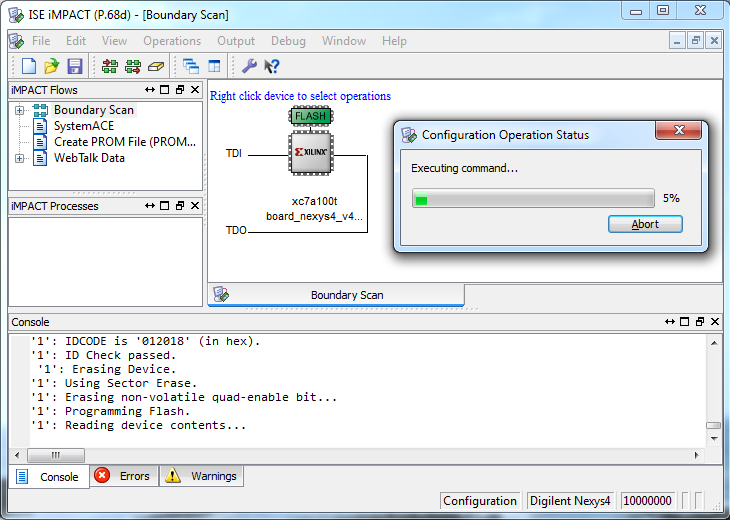 ISE iMPACT (P.68d) - [Boundary Scan]
File Edit View Operations Output Debug Window Help
iMPACT Flows
Boundary Scan
SystemACE
Create PROM File (PROM...
WebTalk Data
iMPACT Processes
Right click device to select operations
FLASH
TDI
XILINX
xc7a100t
board_nexys4_v4...
TDO
Boundary Scan
Configuration Operation Status
Executing command...
5%
Abort
Console
'1': IDCODE is '012018' (in hex).
'1': ID Check passed.
'1': Erasing Device.
'1': Using Sector Erase.
'1': Erasing non-volatile quad-enable bit...
'1': Programming Flash.
'1': Reading device contents...
Console Errors Warnings
Configuration Digilent Nexys4 10000000